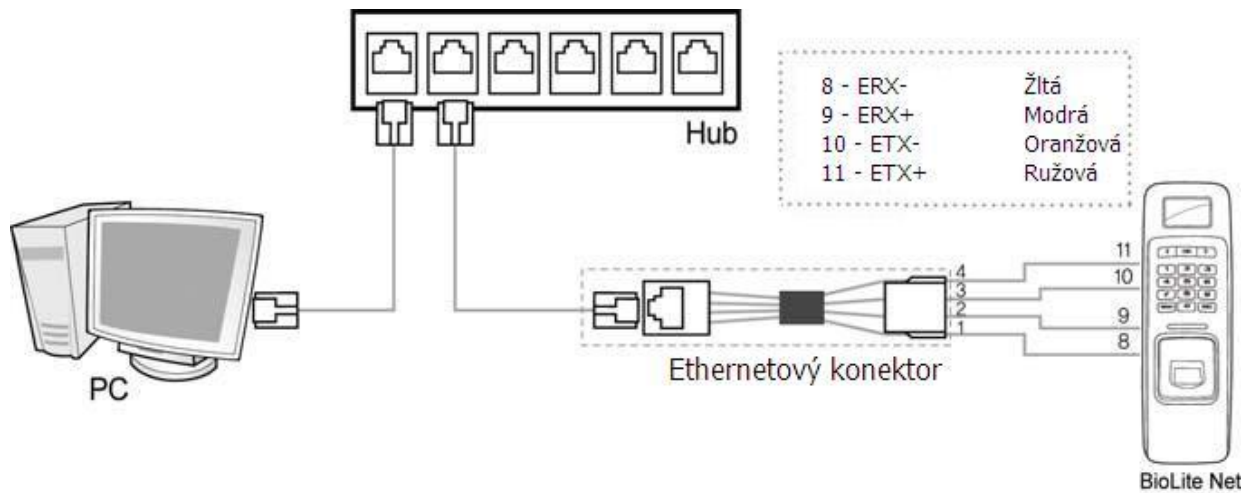 Hub
8 - ERX- Žltá
9 - ERX+ Modrá
10 - ETX- Oranžová
11 - ETX+ Ružová
11
10
9
8
4
3
2
1
Ethernetový konektor
PC
BioLite Net